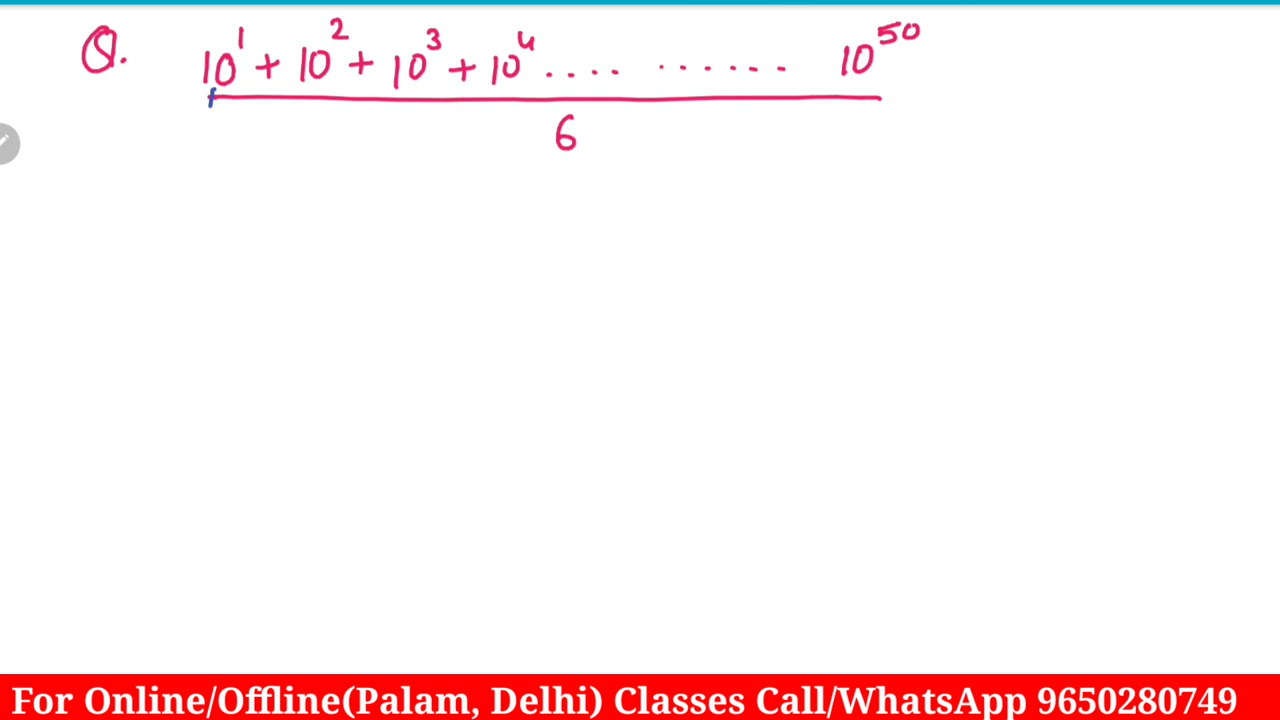 Q. 10¹ + 10² + 10³ + 10⁴ .... ...... 10⁵⁰
6
For Online/Offline(Palam, Delhi) Classes Call/WhatsApp 9650280749